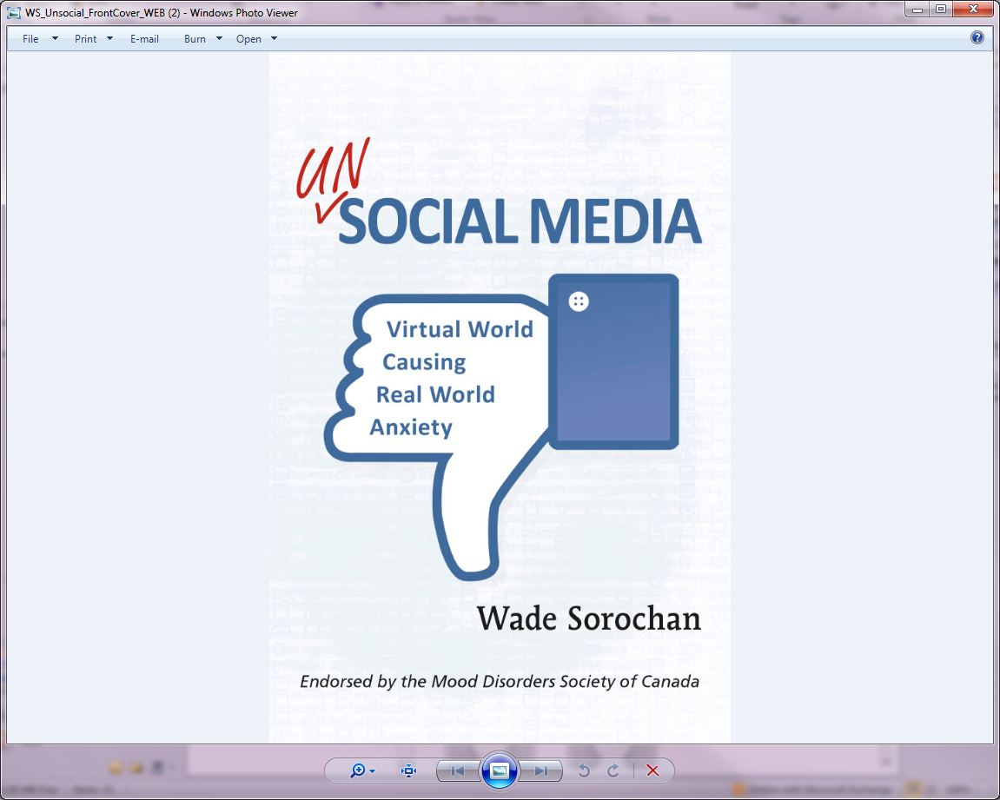 WS_Unsocial_FrontCover_WEB (2) - Windows Photo Viewer
File Print E-mail Burn Open
UN
SOCIAL MEDIA
Virtual World
Causing
Real World
Anxiety
Wade Sorochan
Endorsed by the Mood Disorders Society of Canada